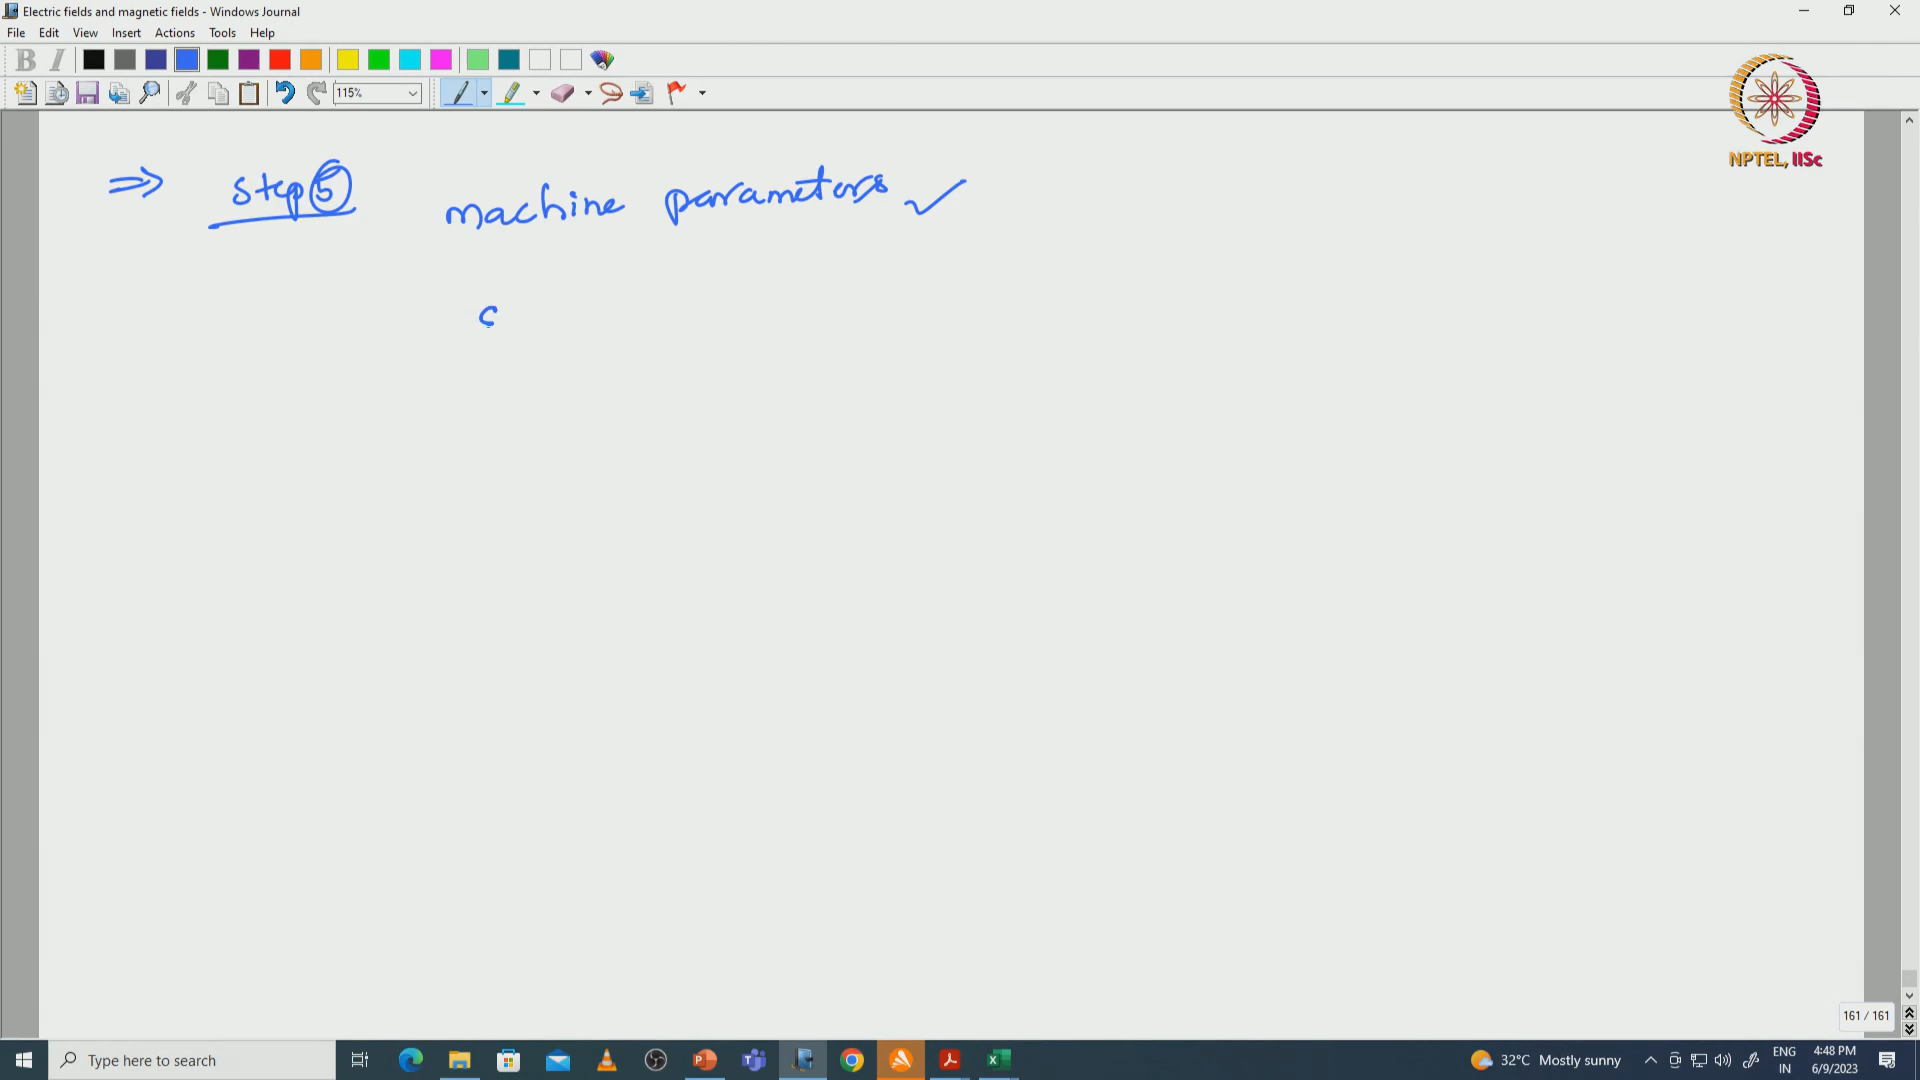 Electric fields and magnetic fields - Windows Journal
File Edit View Insert Actions Tools Help
B I
115%
NPTEL, IISc
⇒ step 5 machine parameters ✓
161 / 161
Type here to search
32°C Mostly sunny
ENG
IN
4:48 PM
6/9/2023